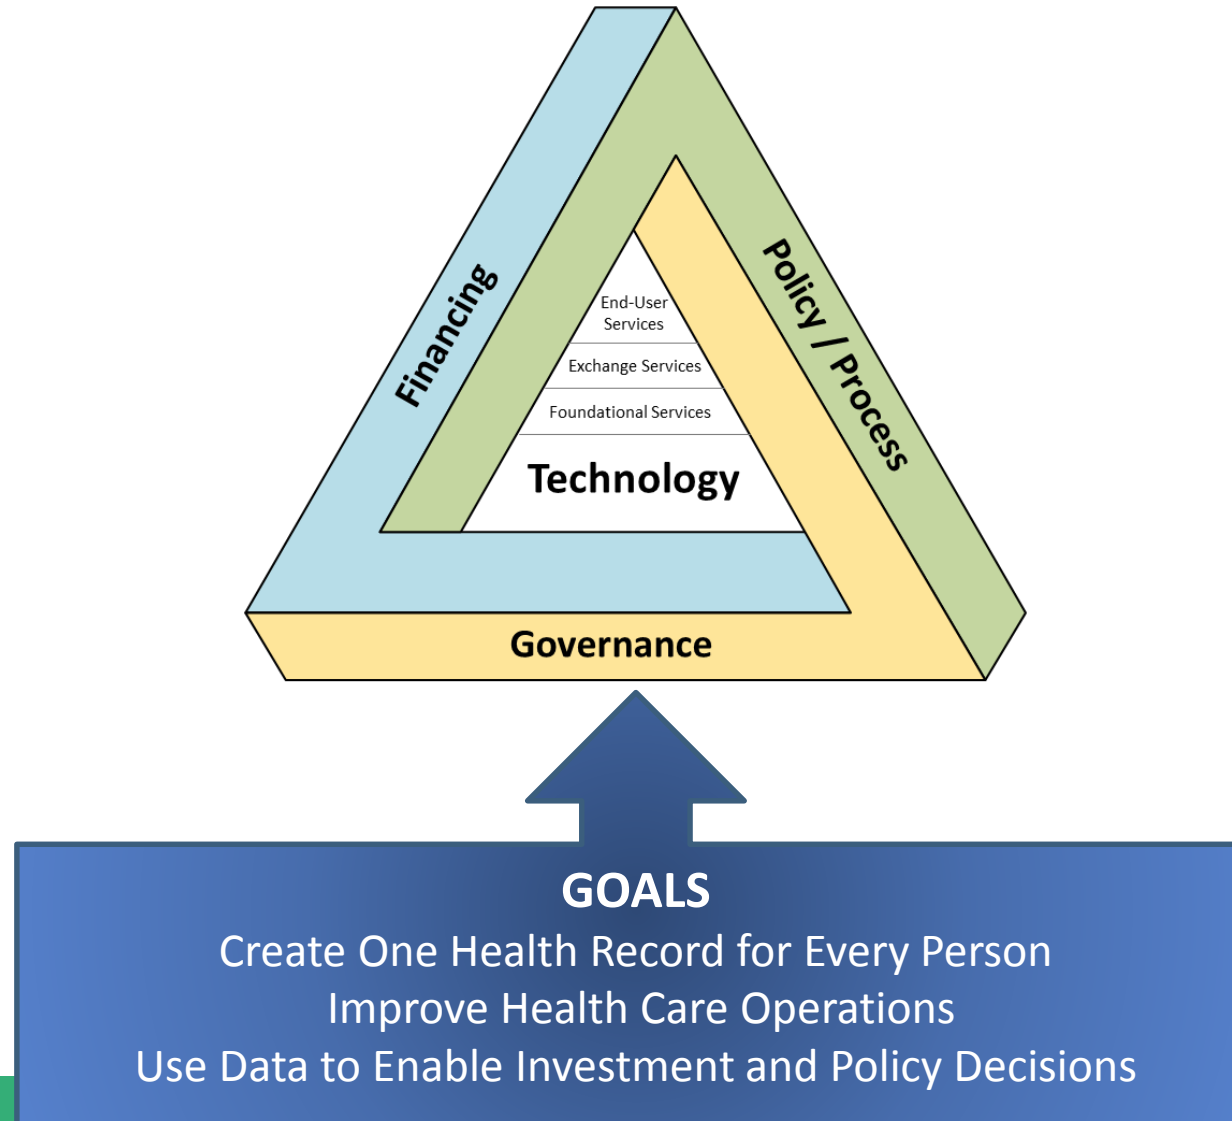 Financing
Policy / Process
End-User
Services
Exchange Services
Foundational Services
Technology
Governance
GOALS
Create One Health Record for Every Person
Improve Health Care Operations
Use Data to Enable Investment and Policy Decisions